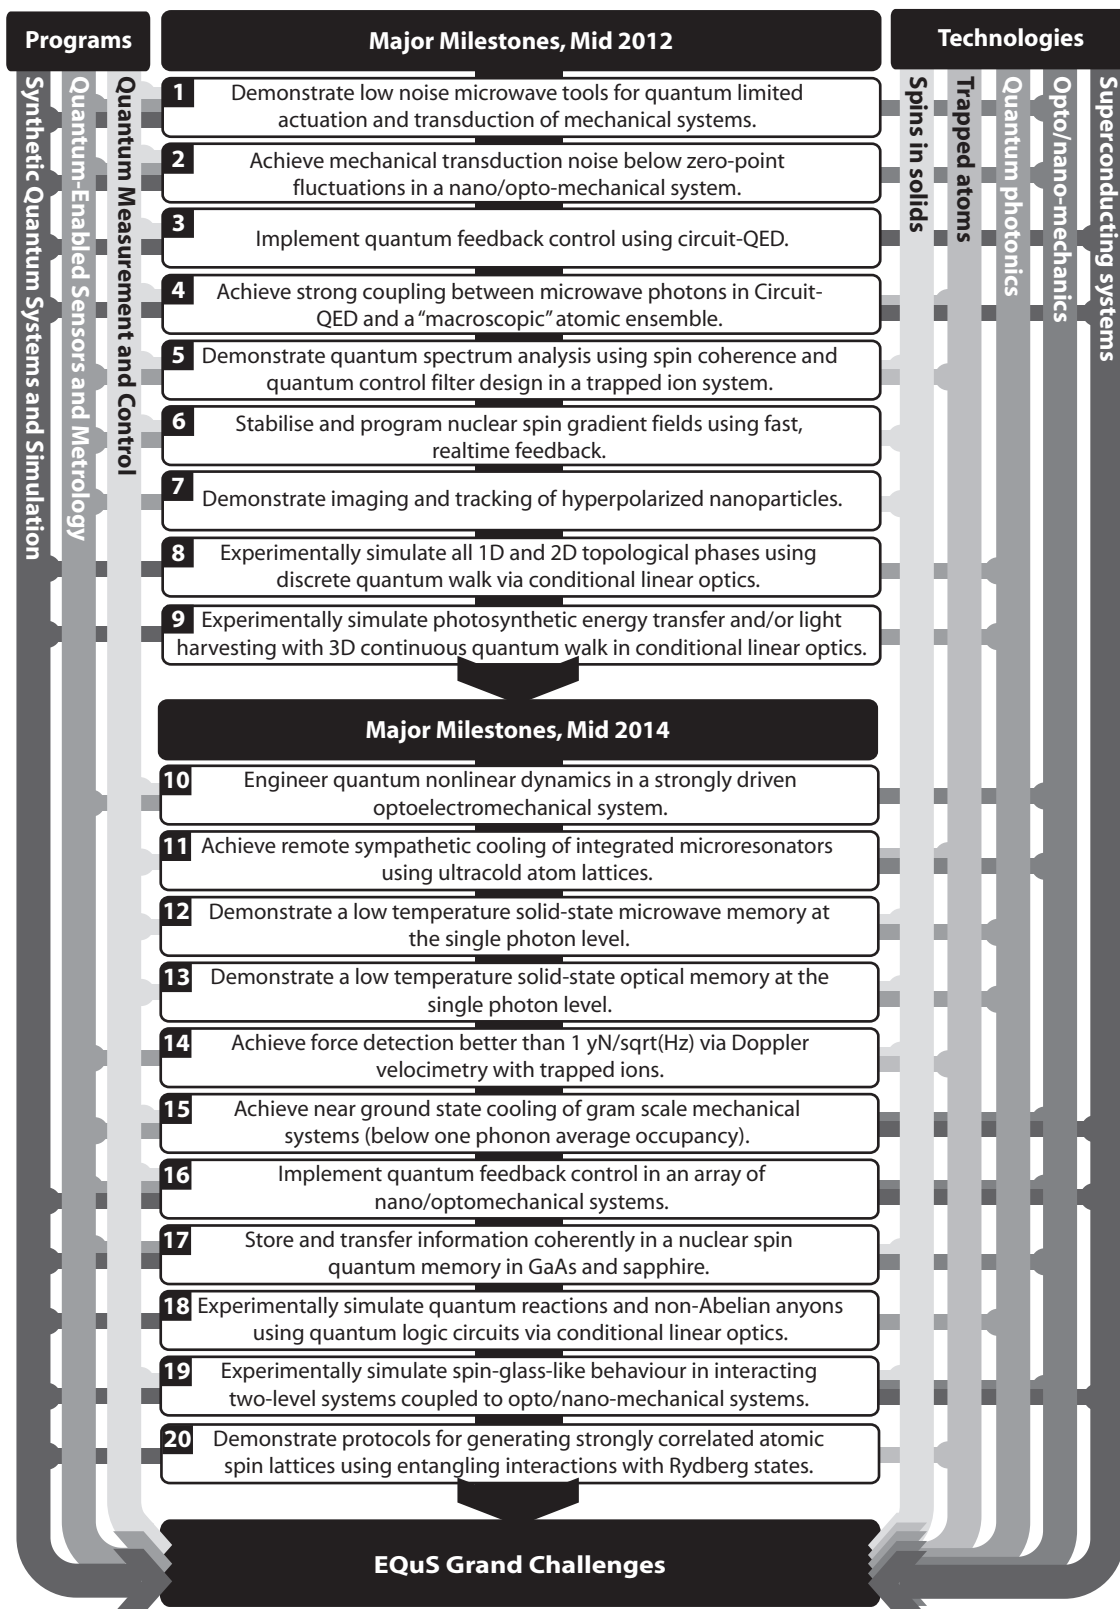 Programs
Major Milestones, Mid 2012
Technologies
Synthetic Quantum Systems and Simulation
Quantum-Enabled Sensors and Metrology
Quantum Measurement and Control
Spins in solids
Trapped atoms
Quantum photonics
Opto/nano-mechanics
Superconducting systems
1 Demonstrate low noise microwave tools for quantum limited
actuation and transduction of mechanical systems.
2 Achieve mechanical transduction noise below zero-point
fluctuations in a nano/opto-mechanical system.
3 Implement quantum feedback control using circuit-QED.
4 Achieve strong coupling between microwave photons in Circuit-
QED and a “macroscopic” atomic ensemble.
5 Demonstrate quantum spectrum analysis using spin coherence and
quantum control filter design in a trapped ion system.
6 Stabilise and program nuclear spin gradient fields using fast,
realtime feedback.
7 Demonstrate imaging and tracking of hyperpolarized nanoparticles.
8 Experimentally simulate all 1D and 2D topological phases using
discrete quantum walk via conditional linear optics.
9 Experimentally simulate photosynthetic energy transfer and/or light
harvesting with 3D continuous quantum walk in conditional linear optics.
Major Milestones, Mid 2014
10 Engineer quantum nonlinear dynamics in a strongly driven
optoelectromechanical system.
11 Achieve remote sympathetic cooling of integrated microresonators
using ultracold atom lattices.
12 Demonstrate a low temperature solid-state microwave memory at
the single photon level.
13 Demonstrate a low temperature solid-state optical memory at the
single photon level.
14 Achieve force detection better than 1 yN/sqrt(Hz) via Doppler
velocimetry with trapped ions.
15 Achieve near ground state cooling of gram scale mechanical
systems (below one phonon average occupancy).
16 Implement quantum feedback control in an array of
nano/optomechanical systems.
17 Store and transfer information coherently in a nuclear spin
quantum memory in GaAs and sapphire.
18 Experimentally simulate quantum reactions and non-Abelian anyons
using quantum logic circuits via conditional linear optics.
19 Experimentally simulate spin-glass-like behaviour in interacting
two-level systems coupled to opto/nano-mechanical systems.
20 Demonstrate protocols for generating strongly correlated atomic
spin lattices using entangling interactions with Rydberg states.
EQuS Grand Challenges